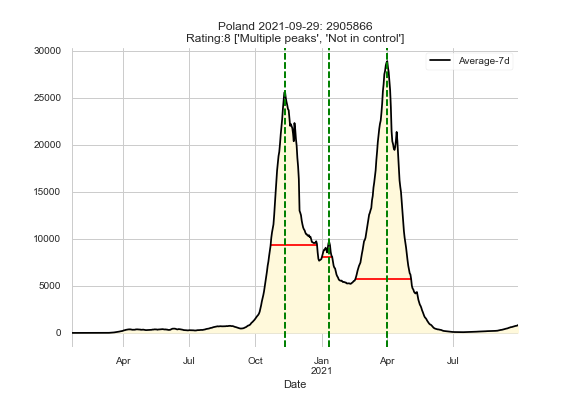 Poland 2021-09-29: 2905866
Rating:8 ['Multiple peaks', 'Not in control']
Average-7d
30000
25000
20000
15000
10000
5000
0
Apr
Jul
Oct
Jan
2021
Apr
Jul
Date